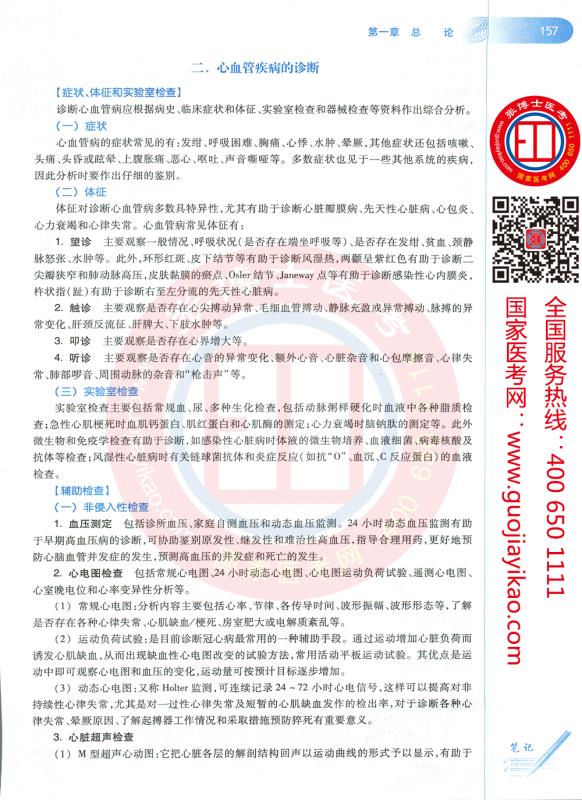 第一章 总 论
157
二、心血管疾病的诊断
【症状、体征和实验室检查】
诊断心血管病应根据病史、临床症状和体征、实验室检查和器械检查等资料作出综合分析。
（一）症状
心血管病的症状常见的有：发绀、呼吸困难、胸痛、心悸、水肿、晕厥，其他症状还包括咳嗽、
头痛、头昏或眩晕、上腹胀痛、恶心、呕吐、声音嘶哑等。多数症状也见于一些其他系统的疾病，
因此分析时要作出仔细的鉴别。
（二）体征
体征对诊断心血管病多数具特异性，尤其有助于诊断心脏瓣膜病、先天性心脏病、心包炎、
心力衰竭和心律失常。心血管病常见体征有：
1. 望诊 主要观察一般情况、呼吸状况（是否存在端坐呼吸等）、是否存在发绀、贫血、颈静
脉怒张、水肿等。此外，环形红斑、皮下结节等有助于诊断风湿热，两颧呈紫红色有助于诊断二
尖瓣狭窄和肺动脉高压，皮肤黏膜的瘀点、Osler结节、Janeway点等有助于诊断感染性心内膜炎，
杵状指（趾）有助于诊断右至左分流的先天性心脏病。
2. 触诊 主要观察是否存在心尖搏动异常、毛细血管搏动、静脉充盈或异常搏动、脉搏的异
常变化、肝颈反流征、肝脾大、下肢水肿等。
3. 叩诊 主要观察是否存在心界增大等。
4. 听诊 主要观察是否存在心音的异常变化、额外心音、心脏杂音和心包摩擦音、心律失
常、肺部啰音、周围动脉的杂音和“枪击声”等。
（三）实验室检查
实验室检查主要包括常规血、尿、多种生化检查，包括动脉粥样硬化时血液中各种脂质检
查；急性心肌梗死时血肌钙蛋白、肌红蛋白和心肌酶的测定；心力衰竭时脑钠肽的测定等。此外
微生物和免疫学检查有助于诊断，如感染性心脏病时体液的微生物培养、血液细菌、病毒核酸及
抗体等检查；风湿性心脏病时有关链球菌抗体和炎症反应（如抗“O”、血沉、C反应蛋白）的血液
检查。
【辅助检查】
（一）非侵入性检查
1. 血压测定 包括诊所血压、家庭自测血压和动态血压监测。24小时动态血压监测有助
于早期高血压病的诊断，可协助鉴别原发性、继发性和难治性高血压，指导合理用药，更好地预
防心脑血管并发症的发生，预测高血压的并发症和死亡的发生。
2. 心电图检查 包括常规心电图、24小时动态心电图、心电图运动负荷试验、遥测心电图、
心室晚电位和心率变异性分析等。
（1）常规心电图：分析内容主要包括心率、节律、各传导时间、波形振幅、波形形态等，了解
是否存在各种心律失常、心肌缺血/梗死、房室肥大或电解质紊乱等。
（2）运动负荷试验：是目前诊断冠心病最常用的一种辅助手段。通过运动增加心脏负荷而
诱发心肌缺血，从而出现缺血性心电图改变的试验方法，常用活动平板运动试验。其优点是运
动中即可观察心电图和血压的变化，运动量可按预计目标逐步增加。
（3）动态心电图：又称Holter监测，可连续记录24~72小时心电信号，这样可以提高对非
持续性心律失常，尤其是对一过性心律失常及短暂的心肌缺血发作的检出率，对于诊断各种心
律失常、晕厥原因、了解起搏器工作情况和采取措施预防猝死有重要意义。
3. 心脏超声检查
（1）M型超声心动图：它把心脏各层的解剖结构回声以运动曲线的形式予以显示，有助于
笔记
张博士医考
www.guojiayikao.com
400 650 1111
国家医考网
全国服务热线：400 650 1111
国家医考网：www.guojiayikao.com